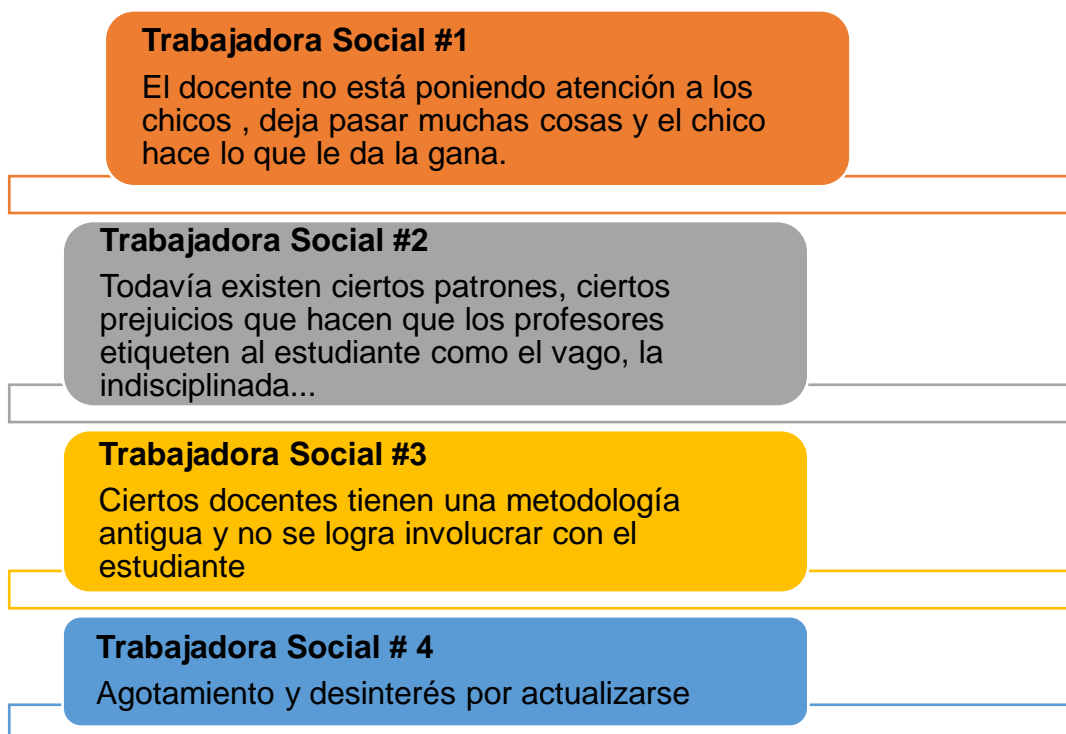 Trabajadora Social #1
El docente no está poniendo atención a los
chicos , deja pasar muchas cosas y el chico
hace lo que le da la gana.
Trabajadora Social #2
Todavía existen ciertos patrones, ciertos
prejuicios que hacen que los profesores
etiqueten al estudiante como el vago, la
indisciplinada...
Trabajadora Social #3
Ciertos docentes tienen una metodología
antigua y no se logra involucrar con el
estudiante
Trabajadora Social # 4
Agotamiento y desinterés por actualizarse